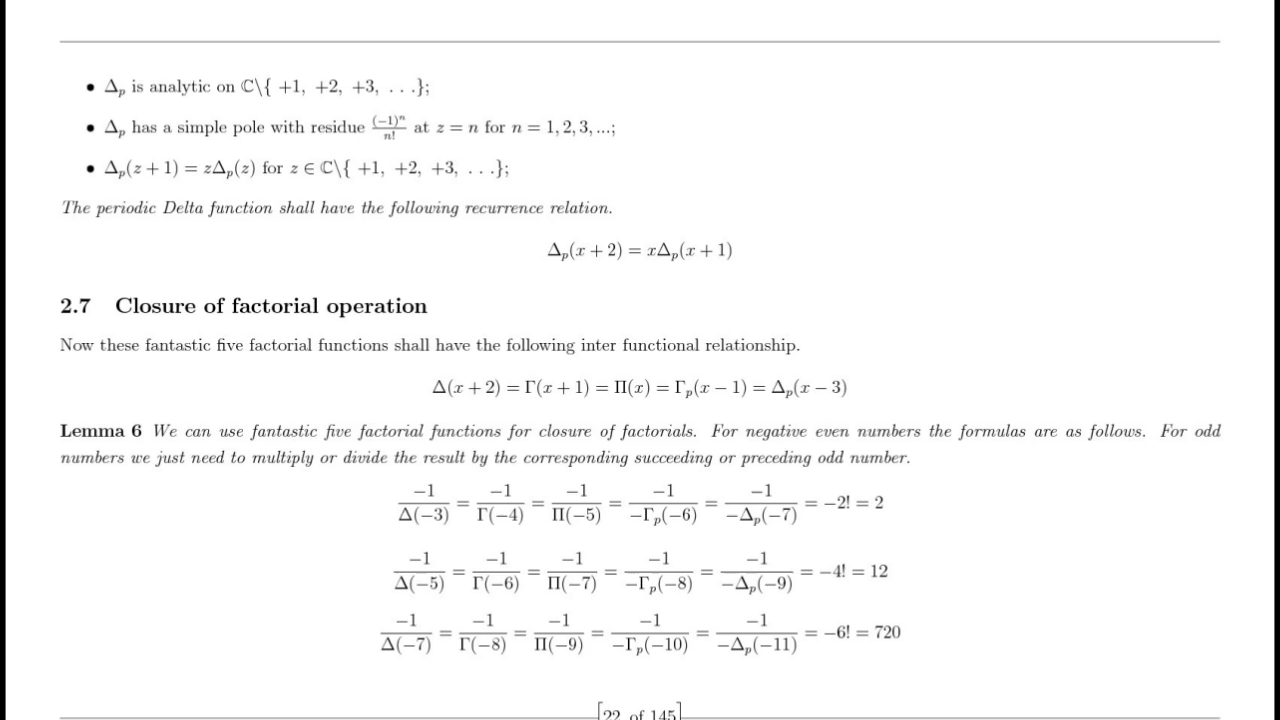 • Δₚ is analytic on ℂ\{ +1, +2, +3, . . .};
• Δₚ has a simple pole with residue (−1)ⁿ/n! at z = n for n = 1, 2, 3, ...;
• Δₚ(z + 1) = zΔₚ(z) for z ∈ ℂ\{ +1, +2, +3, . . .};
The periodic Delta function shall have the following recurrence relation.
Δₚ(x + 2) = xΔₚ(x + 1)
2.7 Closure of factorial operation
Now these fantastic five factorial functions shall have the following inter functional relationship.
Δ(x + 2) = Γ(x + 1) = Π(x) = Γₚ(x − 1) = Δₚ(x − 3)
Lemma 6 We can use fantastic five factorial functions for closure of factorials. For negative even numbers the formulas are as follows. For odd
numbers we just need to multiply or divide the result by the corresponding succeeding or preceding odd number.
−1/Δ(−3) = −1/Γ(−4) = −1/Π(−5) = −1/−Γₚ(−6) = −1/−Δₚ(−7) = −2! = 2
−1/Δ(−5) = −1/Γ(−6) = −1/Π(−7) = −1/−Γₚ(−8) = −1/−Δₚ(−9) = −4! = 12
−1/Δ(−7) = −1/Γ(−8) = −1/Π(−9) = −1/−Γₚ(−10) = −1/−Δₚ(−11) = −6! = 720
⌈22 of 145⌉